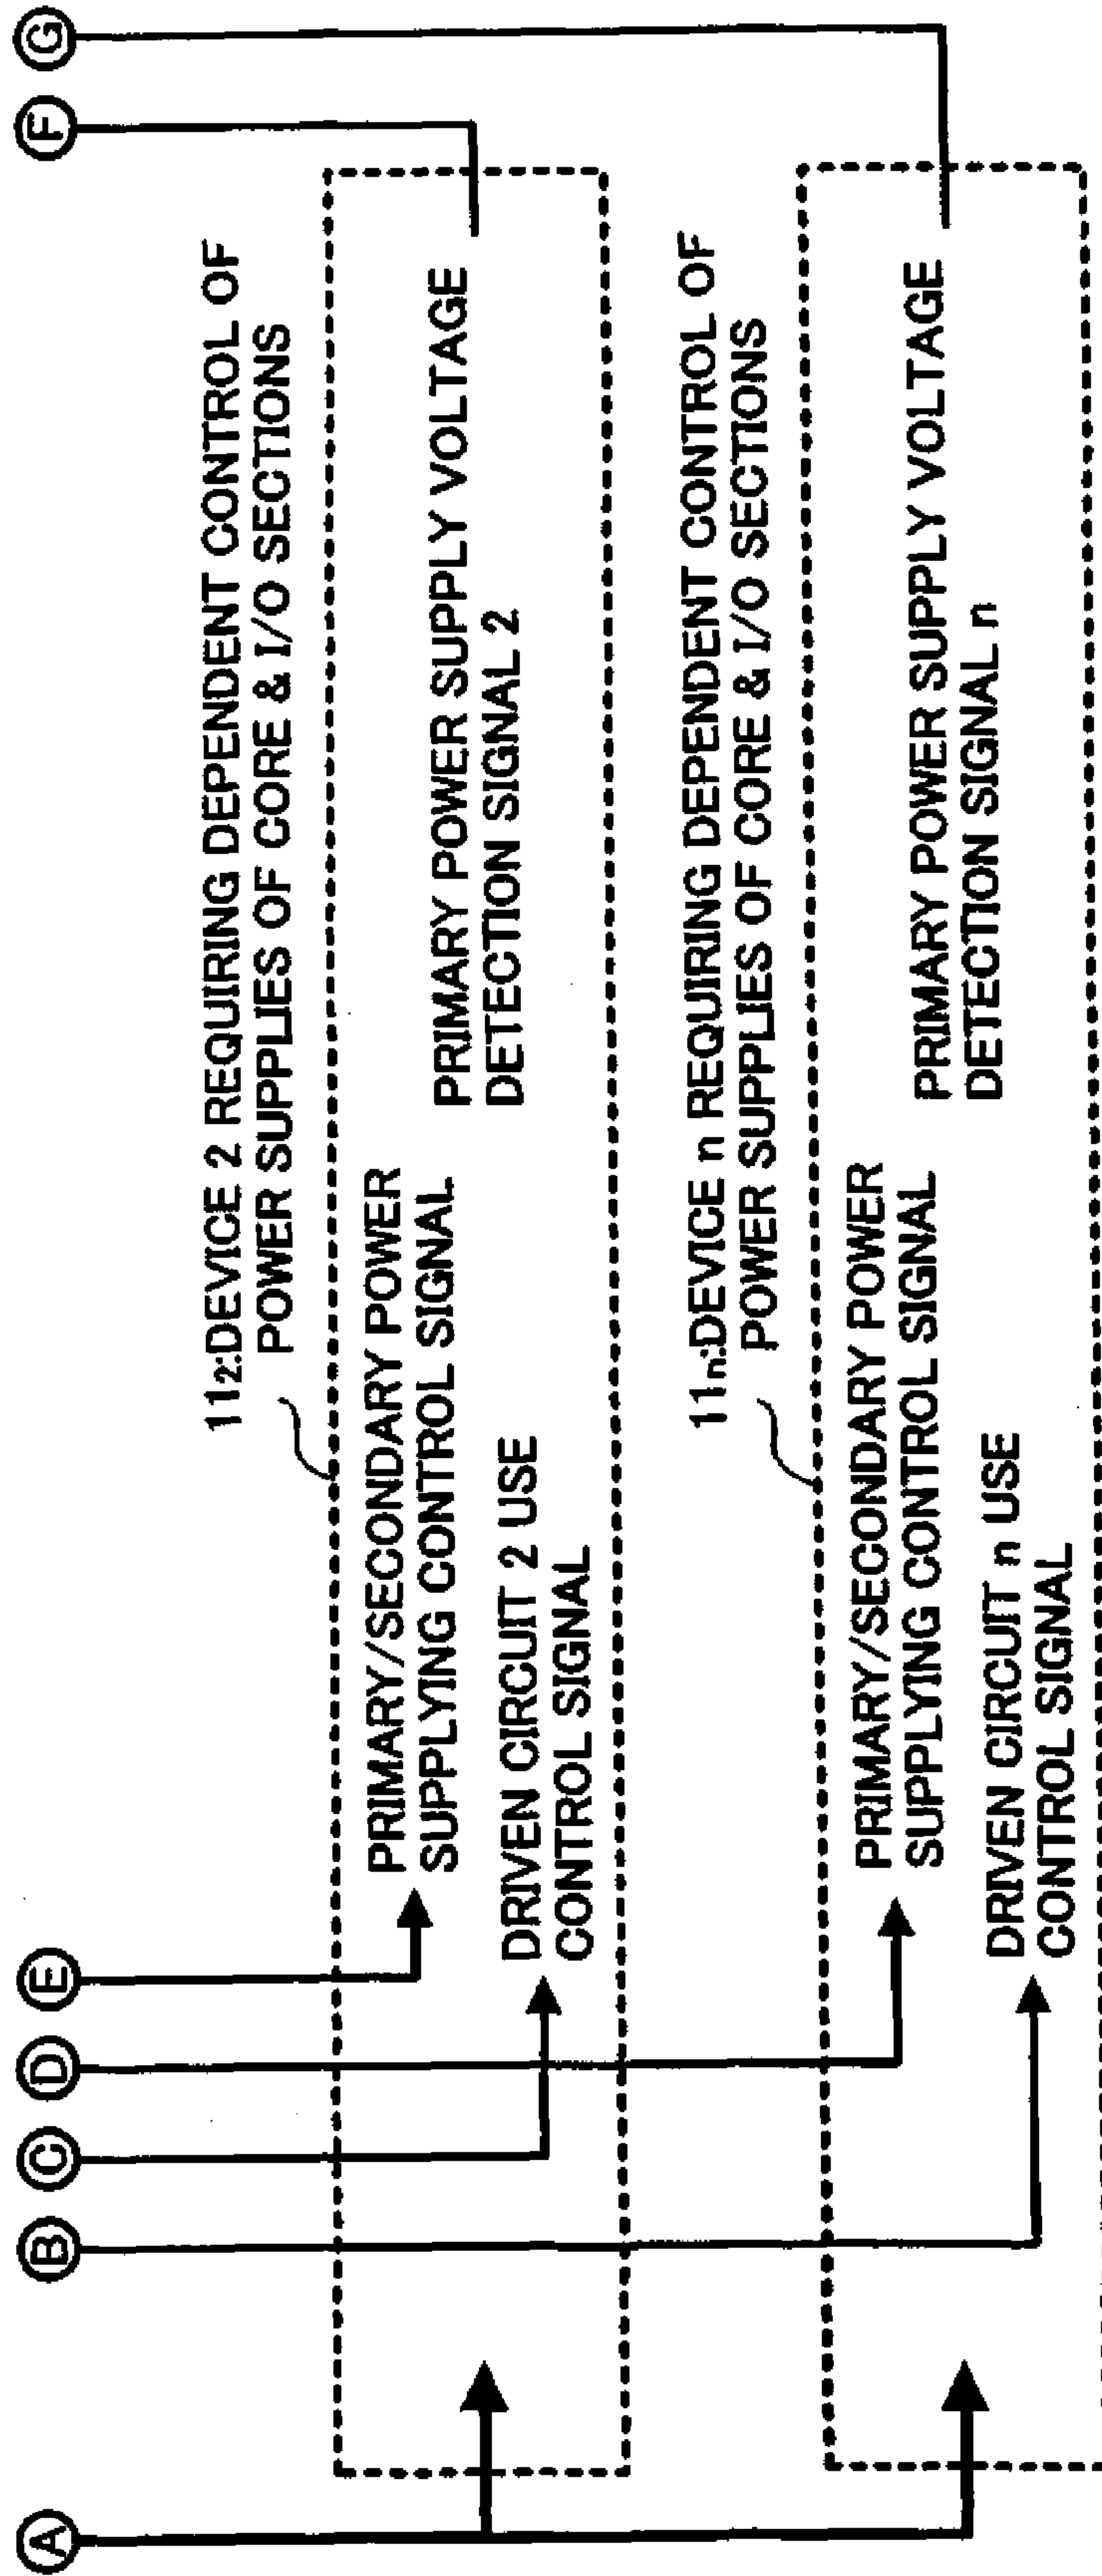 A B C D E F G
11₂:DEVICE 2 REQUIRING DEPENDENT CONTROL OF
POWER SUPPLIES OF CORE & I/O SECTIONS
PRIMARY/SECONDARY POWER
SUPPLYING CONTROL SIGNAL
DRIVEN CIRCUIT 2 USE
CONTROL SIGNAL
PRIMARY POWER SUPPLY VOLTAGE
DETECTION SIGNAL 2
11ₙ:DEVICE n REQUIRING DEPENDENT CONTROL OF
POWER SUPPLIES OF CORE & I/O SECTIONS
PRIMARY/SECONDARY POWER
SUPPLYING CONTROL SIGNAL
DRIVEN CIRCUIT n USE
CONTROL SIGNAL
PRIMARY POWER SUPPLY VOLTAGE
DETECTION SIGNAL n